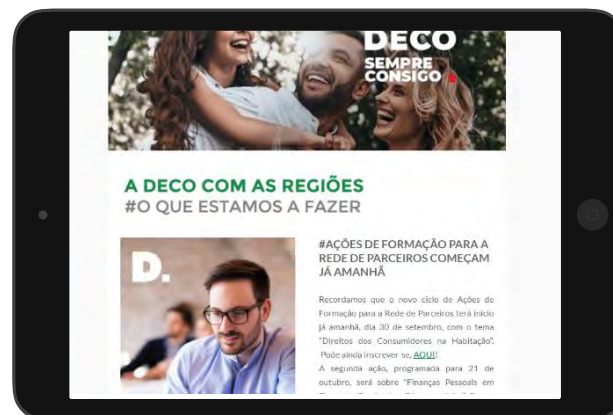 DECO
SEMPRE
CONSIGO
A DECO COM AS REGIÕES
#O QUE ESTAMOS A FAZER
D.
#AÇÕES DE FORMAÇÃO PARA A
REDE DE PARCEIROS COMEÇAM
JÁ AMANHÃ
Recordamos que o novo ciclo de Ações de
Formação para a Rede de Parceiros terá início
já amanhã, dia 30 de setembro, com o tema
"Direitos dos Consumidores na Habitação".
Pode ainda inscrever-se, AQUI!
A segunda ação, programada para 21 de
outubro, será sobre "Finanças Pessoais em